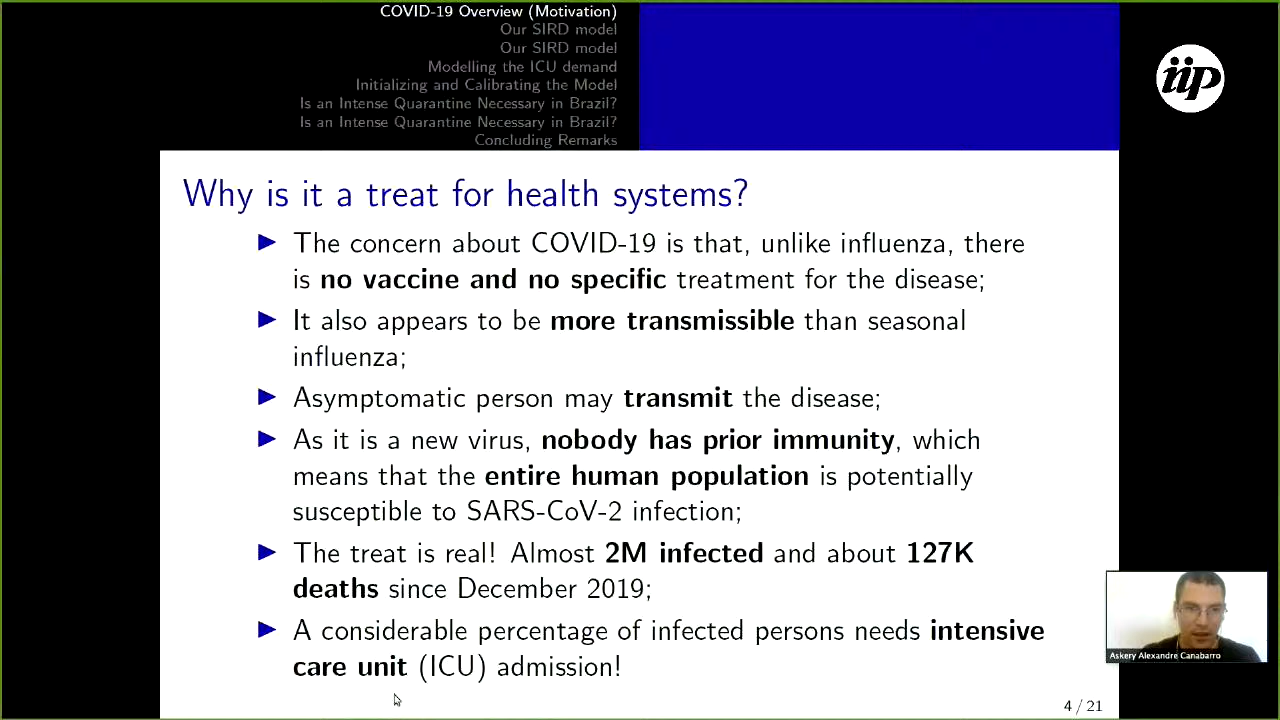 COVID-19 Overview (Motivation)
Our SIRD model
Our SIRD model
Modelling the ICU demand
Initializing and Calibrating the Model
Is an Intense Quarantine Necessary in Brazil?
Is an Intense Quarantine Necessary in Brazil?
Concluding Remarks
iip
Why is it a treat for health systems?
The concern about COVID-19 is that, unlike influenza, there
is no vaccine and no specific treatment for the disease;
It also appears to be more transmissible than seasonal
influenza;
Asymptomatic person may transmit the disease;
As it is a new virus, nobody has prior immunity, which
means that the entire human population is potentially
susceptible to SARS-CoV-2 infection;
The treat is real! Almost 2M infected and about 127K
deaths since December 2019;
A considerable percentage of infected persons needs intensive
care unit (ICU) admission!
Askery Alexandre Canabarro
4 / 21